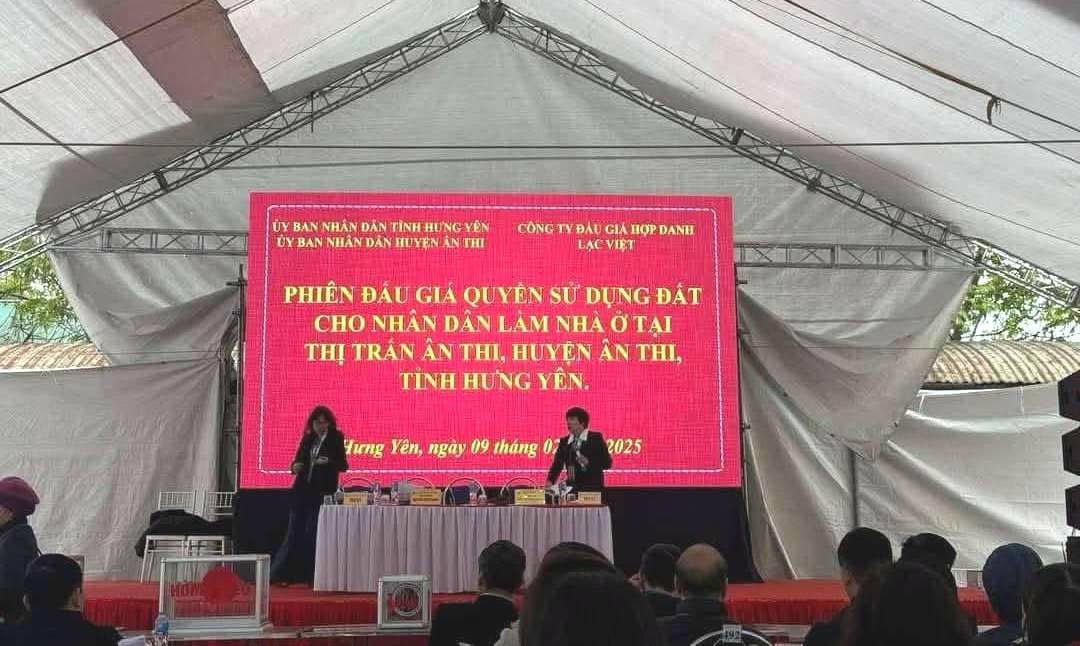 ỦY BAN NHÂN DÂN TỈNH HƯNG YÊN
ỦY BAN NHÂN DÂN HUYỆN ÂN THI
CÔNG TY ĐẤU GIÁ HỢP DANH
LẠC VIỆT
PHIÊN ĐẤU GIÁ QUYỀN SỬ DỤNG ĐẤT
CHO NHÂN DÂN LÀM NHÀ Ở TẠI
THỊ TRẤN ÂN THI, HUYỆN ÂN THI,
TỈNH HƯNG YÊN.
Hưng Yên, ngày 09 tháng 02 2025
192